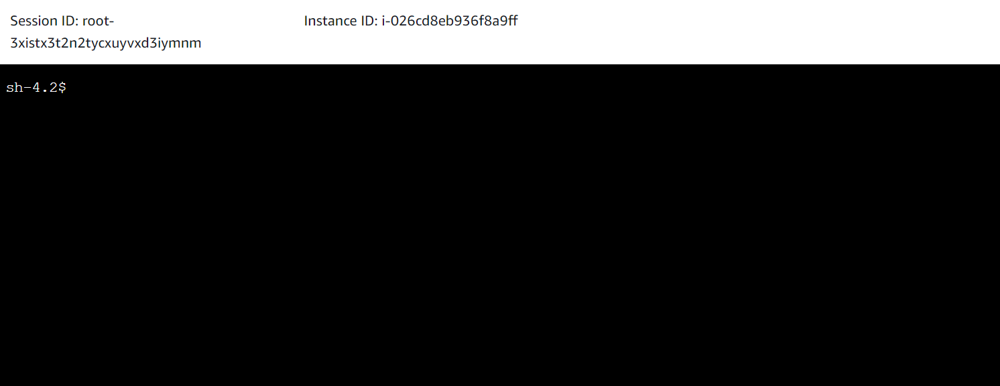 Session ID: root-
3xistx3t2n2tycxuyvxd3iymnm
Instance ID: i-026cd8eb936f8a9ff
sh-4.2$